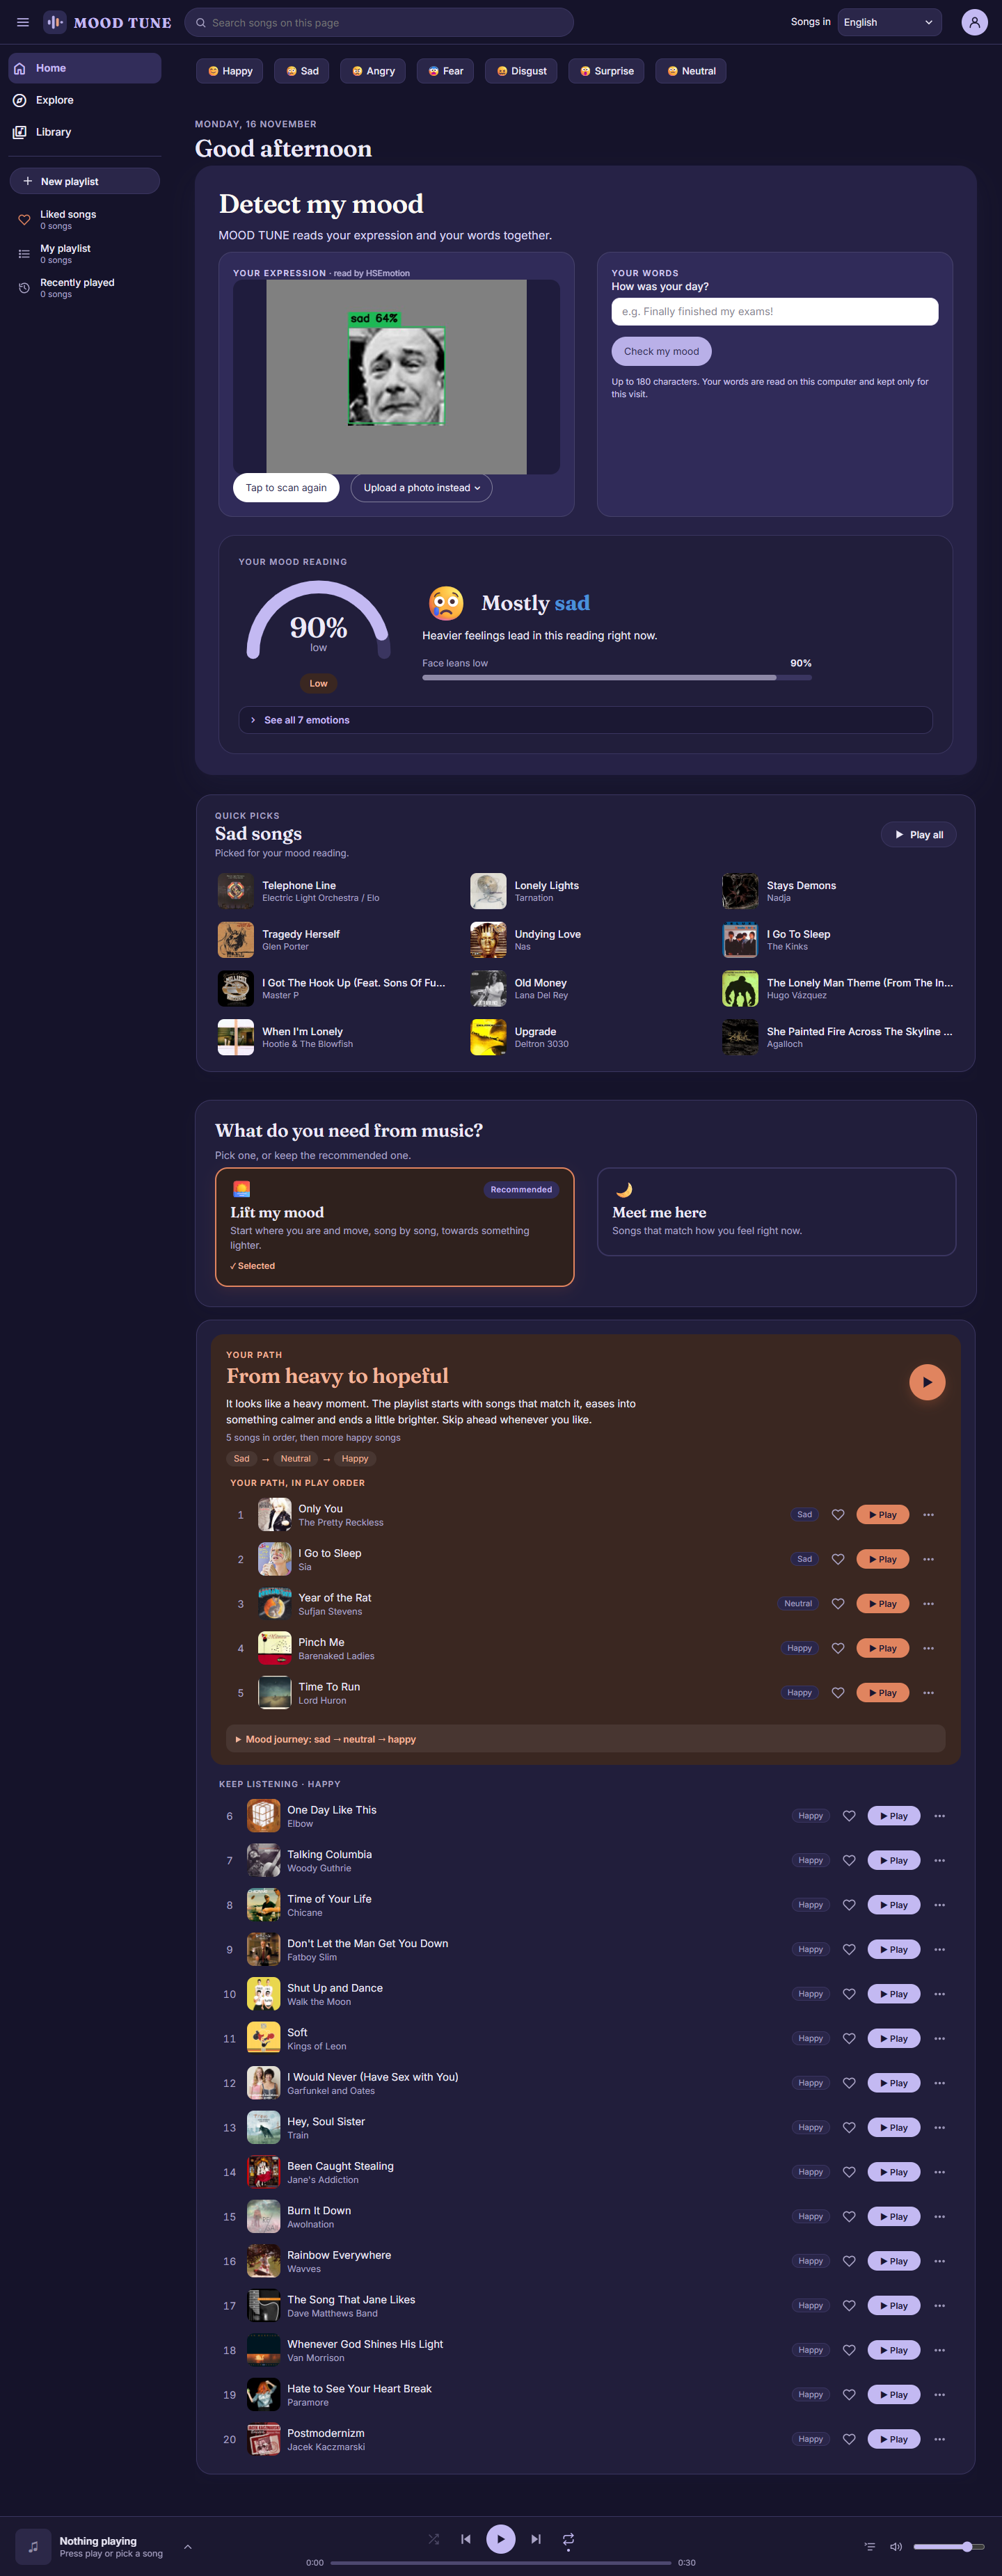 MOOD TUNE
Search songs on this page
Songs in
English
Home
Explore
Library
New playlist
Liked songs
0 songs
My playlist
0 songs
Recently played
0 songs
Happy
Sad
Angry
Fear
Disgust
Surprise
Neutral
MONDAY, 16 NOVEMBER
Good afternoon
Detect my mood
MOOD TUNE reads your expression and your words together.
YOUR EXPRESSION · read by HSEmotion
sad 64%
Tap to scan again
Upload a photo instead
YOUR WORDS
How was your day?
e.g. Finally finished my exams!
Check my mood
Up to 180 characters. Your words are read on this computer and kept only for
this visit.
YOUR MOOD READING
90%
low
Low
Mostly sad
Heavier feelings lead in this reading right now.
Face leans low
90%
See all 7 emotions
QUICK PICKS
Sad songs
Picked for your mood reading.
Play all
Telephone Line
Electric Light Orchestra / Elo
Lonely Lights
Tarnation
Stays Demons
Nadja
Tragedy Herself
Glen Porter
Undying Love
Nas
I Go To Sleep
The Kinks
I Got The Hook Up (Feat. Sons Of Fu...
Master P
Old Money
Lana Del Rey
The Lonely Man Theme (From The In...
Hugo Vázquez
When I'm Lonely
Hootie & The Blowfish
Upgrade
Deltron 3030
She Painted Fire Across The Skyline ...
Agalloch
What do you need from music?
Pick one, or keep the recommended one.
Recommended
Lift my mood
Start where you are and move, song by song, towards something
lighter.
✓ Selected
Meet me here
Songs that match how you feel right now.
YOUR PATH
From heavy to hopeful
It looks like a heavy moment. The playlist starts with songs that match it, eases into
something calmer and ends a little brighter. Skip ahead whenever you like.
5 songs in order, then more happy songs
Sad → Neutral → Happy
YOUR PATH, IN PLAY ORDER
1
Only You
The Pretty Reckless
Sad
Play
2
I Go to Sleep
Sia
Sad
Play
3
Year of the Rat
Sufjan Stevens
Neutral
Play
4
Pinch Me
Barenaked Ladies
Happy
Play
5
Time To Run
Lord Huron
Happy
Play
Mood journey: sad → neutral → happy
KEEP LISTENING · HAPPY
6
One Day Like This
Elbow
Happy
Play
7
Talking Columbia
Woody Guthrie
Happy
Play
8
Time of Your Life
Chicane
Happy
Play
9
Don't Let the Man Get You Down
Fatboy Slim
Happy
Play
10
Shut Up and Dance
Walk the Moon
Happy
Play
11
Soft
Kings of Leon
Happy
Play
12
I Would Never (Have Sex with You)
Garfunkel and Oates
Happy
Play
13
Hey, Soul Sister
Train
Happy
Play
14
Been Caught Stealing
Jane's Addiction
Happy
Play
15
Burn It Down
Awolnation
Happy
Play
16
Rainbow Everywhere
Wavves
Happy
Play
17
The Song That Jane Likes
Dave Matthews Band
Happy
Play
18
Whenever God Shines His Light
Van Morrison
Happy
Play
19
Hate to See Your Heart Break
Paramore
Happy
Play
20
Postmodernizm
Jacek Kaczmarski
Happy
Play
Nothing playing
Press play or pick a song
0:00
0:30